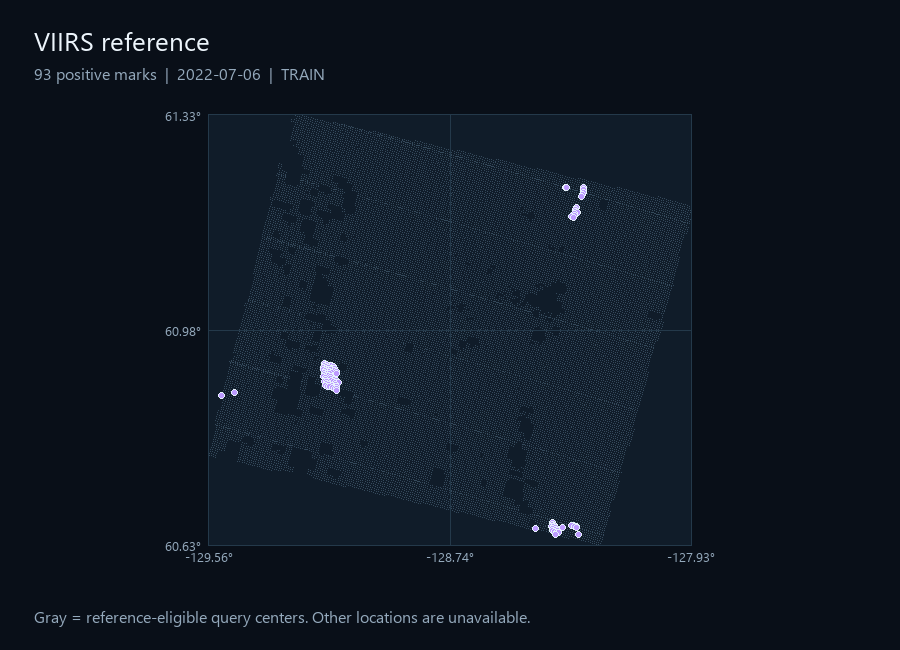 VIIRS reference
93 positive marks | 2022-07-06 | TRAIN
61.33°
60.98°
60.63°
-129.56° -128.74° -127.93°
Gray = reference-eligible query centers. Other locations are unavailable.